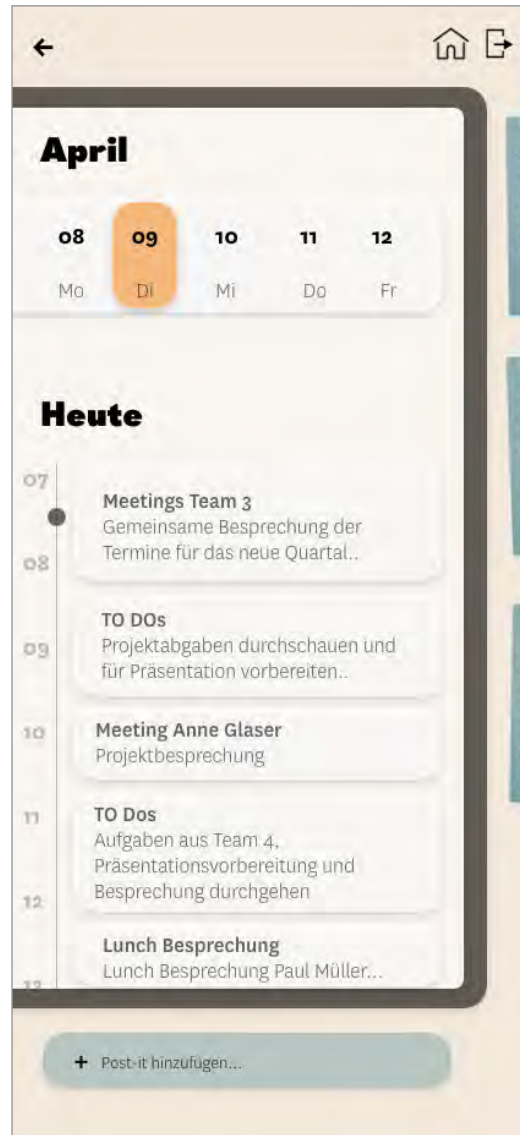 April
08 09 10 11 12
Mo Di Mi Do Fr
Heute
07
Meetings Team 3
Gemeinsame Besprechung der
Termine für das neue Quartal..
08
TO DOs
09
Projektabgaben durchschauen und
für Präsentation vorbereiten..
10
Meeting Anne Glaser
Projektbesprechung
11
TO Dos
Aufgaben aus Team 4,
Präsentationsvorbereitung und
Besprechung durchgehen
12
Lunch Besprechung
Lunch Besprechung Paul Müller...
+ Post-it hinzufügen...